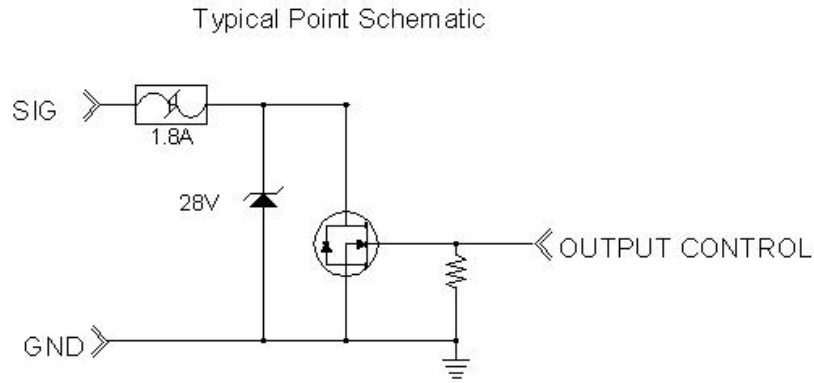 Typical Point Schematic
SIG
1.8A
28V
OUTPUT CONTROL
GND